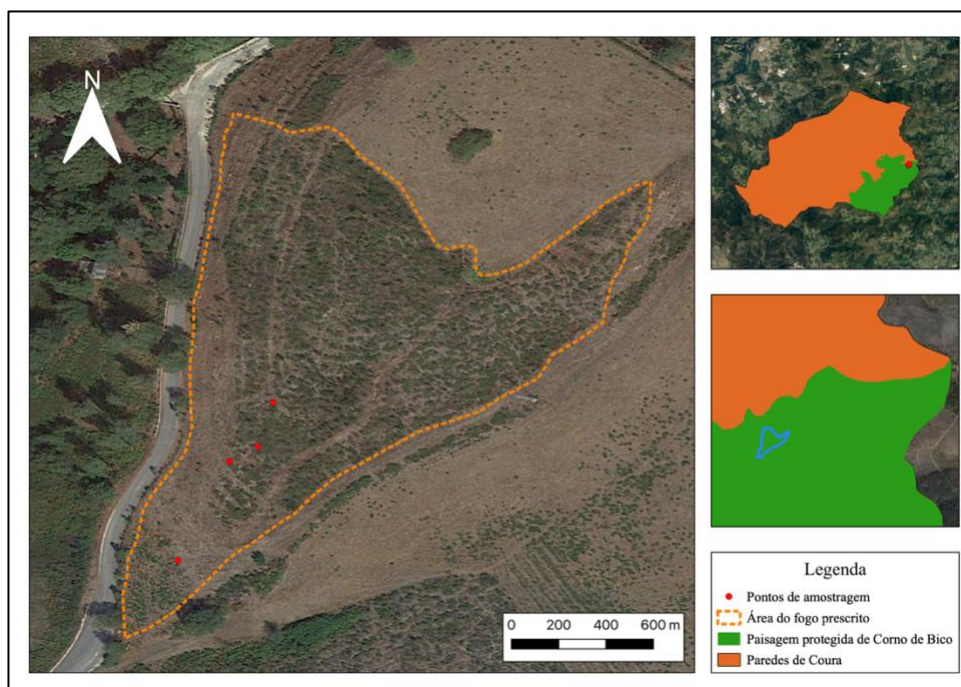 N
0 200 400 600 m
Legenda
Pontos de amostragem
Área do fogo prescrito
Paisagem protegida de Corno de Bico
Paredes de Coura